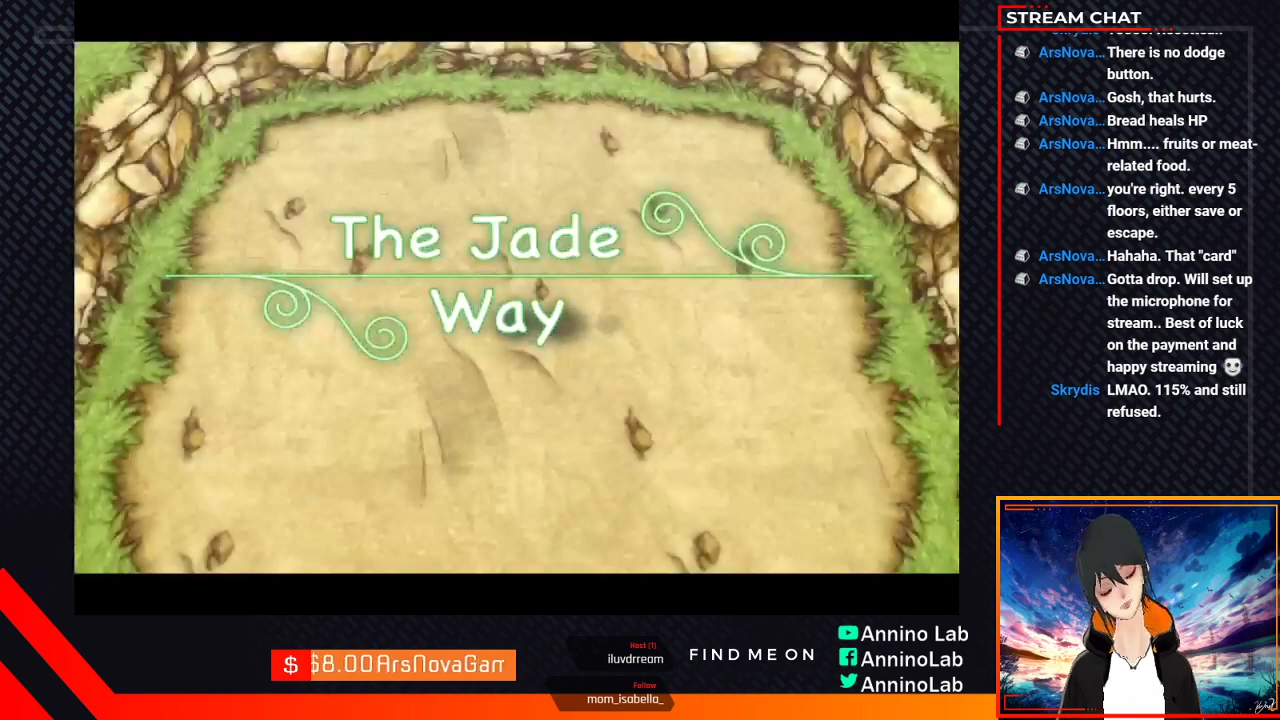 The Jade
Way
STREAM CHAT
ArsNova... There is no dodge
button.
ArsNova... Gosh, that hurts.
ArsNova... Bread heals HP
ArsNova... Hmm.... fruits or meat-
related food.
ArsNova... you're right. every 5
floors, either save or
escape.
ArsNova... Hahaha. That "card"
ArsNova... Gotta drop. Will set up
the microphone for
stream.. Best of luck
on the payment and
happy streaming
Skrydis LMAO. 115% and still
refused.
$ $8.00ArsNovaGam
Host (1)
iluvdrream
Follow
mom_isabella_
FIND ME ON
Annino Lab
AnninoLab
AnninoLab